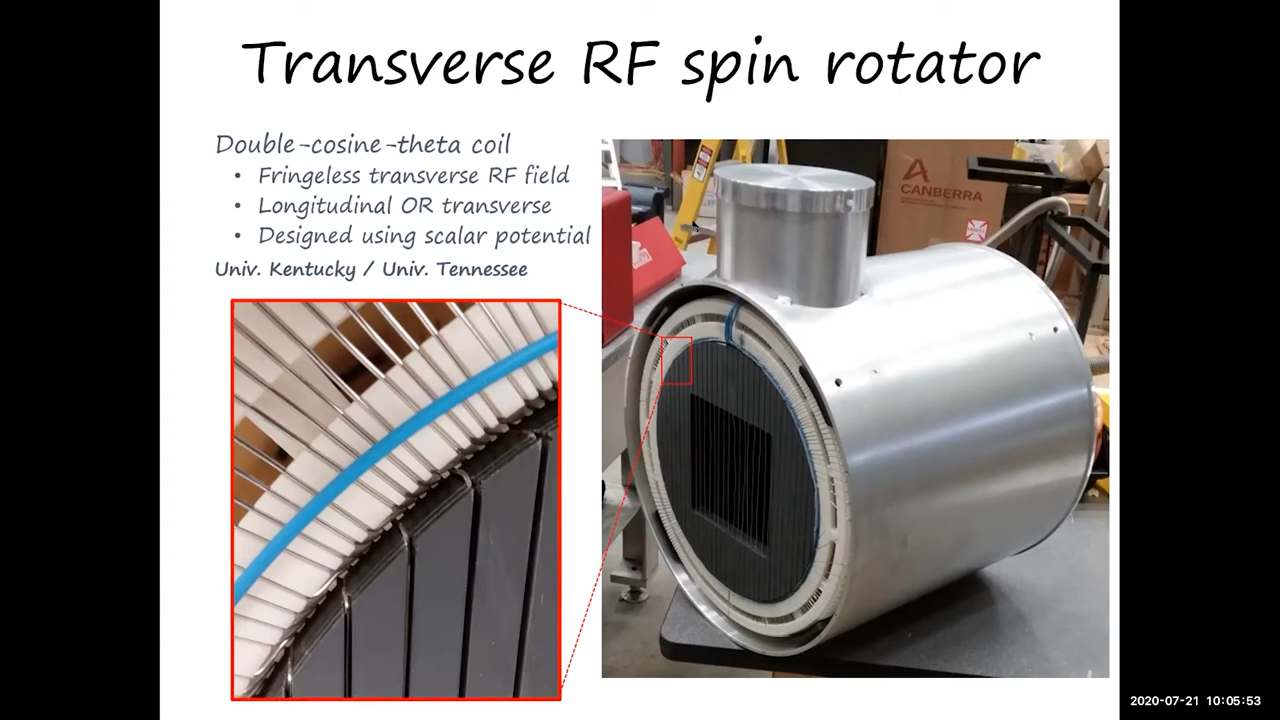 Transverse RF spin rotator
Double-cosine-theta coil
• Fringeless transverse RF field
• Longitudinal OR transverse
• Designed using scalar potential
Univ. Kentucky / Univ. Tennessee
CANBERRA
2020-07-21 10:05:53